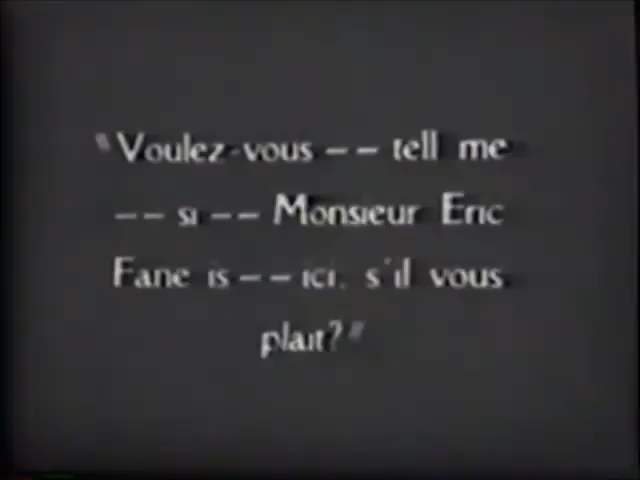 "Voulez-vous -- tell me
-- si -- Monsieur Eric
Fane is -- ici, s'il vous
plait?"